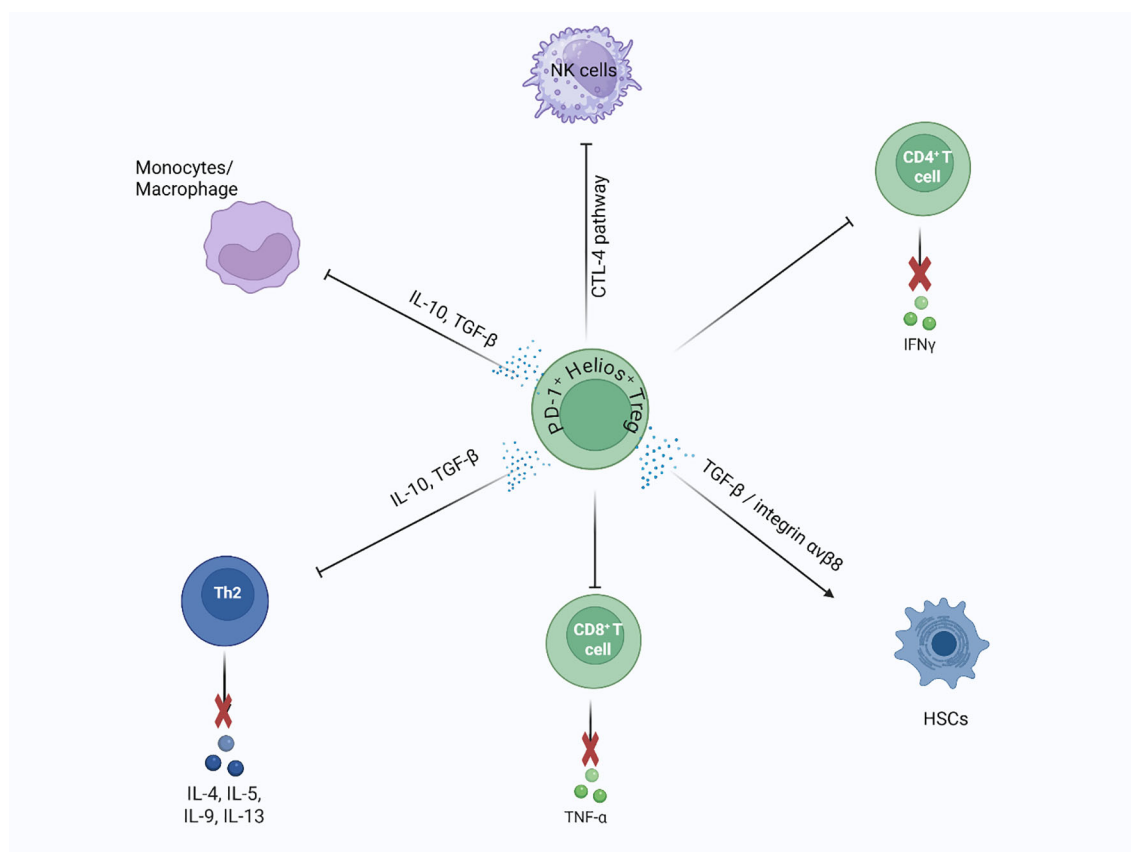 NK cells
CD4⁺ T
cell
Monocytes/
Macrophage
CTL-4 pathway
IL-10, TGF-β
IFNγ
PD-1⁺ Helios⁺ Treg
IL-10, TGF-β
TGF-β / integrin αvβ8
Th2
CD8⁺ T
cell
HSCs
IL-4, IL-5,
IL-9, IL-13
TNF-α